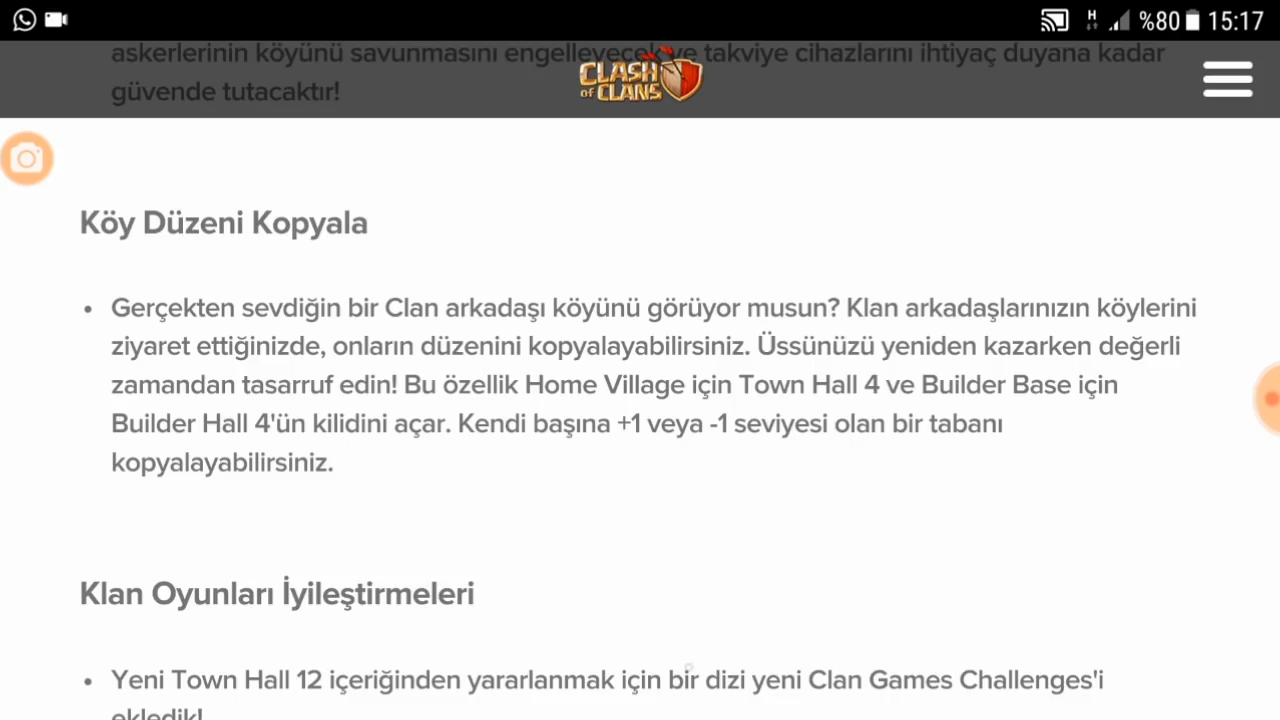 H %80 15:17
askerlerinin köyünü savunmasını engelleyecek ve takviye cihazlarını ihtiyaç duyana kadar
güvende tutacaktır!
CLASH
of CLANS
Köy Düzeni Kopyala
• Gerçekten sevdiğin bir Clan arkadaşı köyünü görüyor musun? Klan arkadaşlarınızın köylerini
ziyaret ettiğinizde, onların düzenini kopyalayabilirsiniz. Üssünüzü yeniden kazarken değerli
zamandan tasarruf edin! Bu özellik Home Village için Town Hall 4 ve Builder Base için
Builder Hall 4'ün kilidini açar. Kendi başına +1 veya -1 seviyesi olan bir tabanı
kopyalayabilirsiniz.
Klan Oyunları İyileştirmeleri
• Yeni Town Hall 12 içeriğinden yararlanmak için bir dizi yeni Clan Games Challenges'i
ekledik!